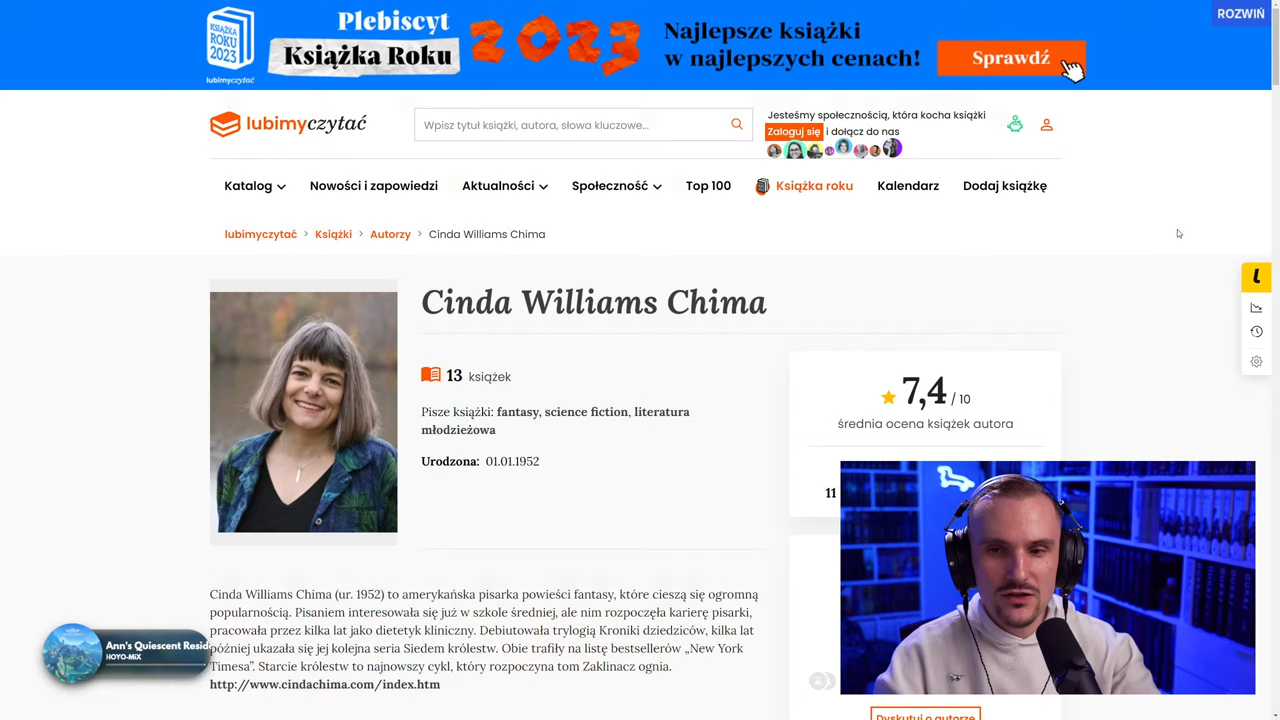 ROZWIŃ
KSIĄŻKA
ROKU
2023
lubimyczytać
Plebiscyt
Książka Roku
2023
Najlepsze książki
w najlepszych cenach!
Sprawdź
lubimyczytać
Wpisz tytuł książki, autora, słowa kluczowe...
Jesteśmy społecznością, która kocha książki
Zaloguj się i dołącz do nas
Katalog
Nowości i zapowiedzi
Aktualności
Społeczność
Top 100
Książka roku
Kalendarz
Dodaj książkę
lubimyczytać > Książki > Autorzy > Cinda Williams Chima
Cinda Williams Chima
13 książek
Pisze książki: fantasy, science fiction, literatura
młodzieżowa
Urodzona: 01.01.1952
7,4 / 10
średnia ocena książek autora
11
Cinda Williams Chima (ur. 1952) to amerykańska pisarka powieści fantasy, które cieszą się ogromną
popularnością. Pisaniem interesowała się już w szkole średniej, ale nim rozpoczęła karierę pisarki,
pracowała przez kilka lat jako dietetyk kliniczny. Debiutowała trylogią Kroniki dziedziców, kilka lat
później ukazała się jej kolejna seria Siedem królestw. Obie trafiły na listę bestsellerów „New York
Timesa”. Starcie królestw to najnowszy cykl, który rozpoczyna tom Zaklinacz ognia.
http://www.cindachima.com/index.htm
Ann's Quiescent Resid
HOYO-MiX
Dyskutuj o autorze